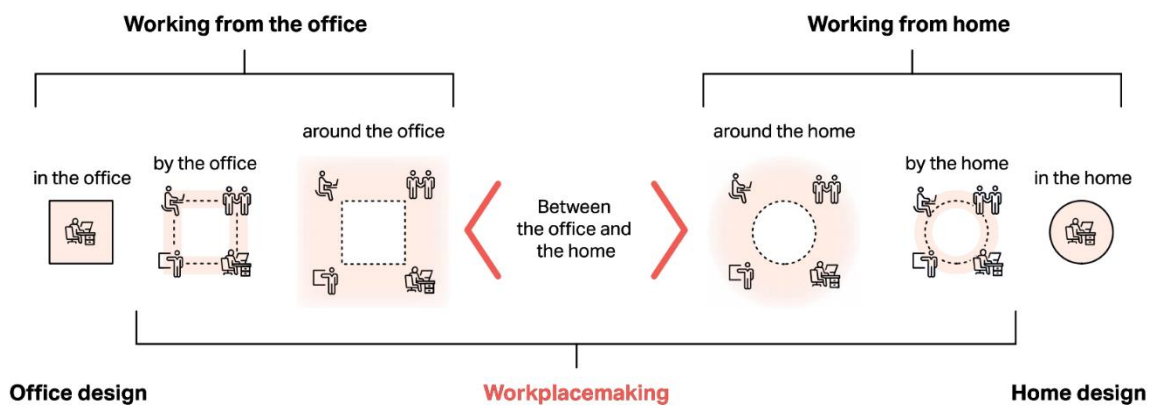 Working from the office
Working from home
around the office
around the home
by the office
by the home
in the office
in the home
Between
the office and
the home
Office design
Workplacemaking
Home design